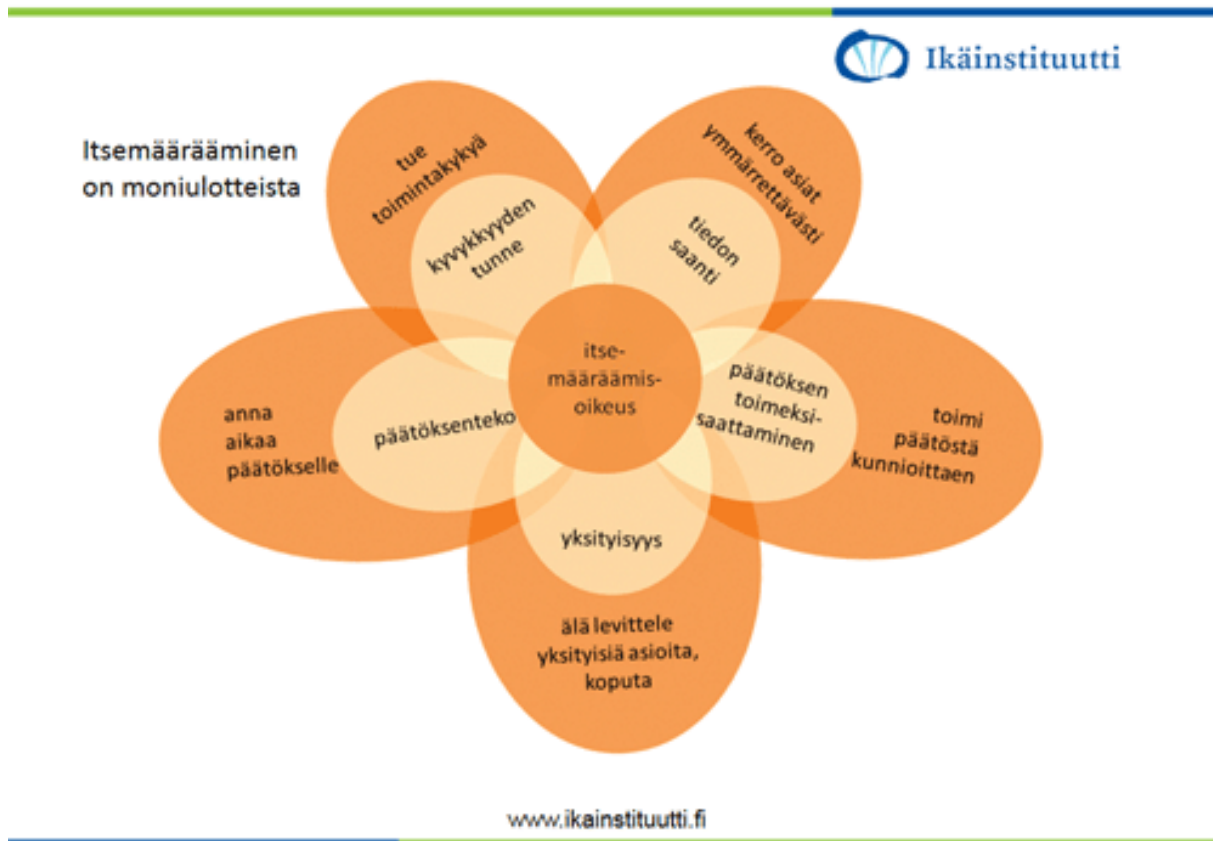 Ikäinstituutti
Itsemäärääminen
on moniulotteista
tue
toimintakykyä
kyvykkyyden
tunne
kerro asiat
ymmärrettävästi
tiedon
saanti
itse-
määräämis-
oikeus
anna
aikaa
päätökselle
päätöksenteko
päätöksen
toimeksi-
saattaminen
toimi
päätöstä
kunnioittaen
yksityisyys
älä levittele
yksityisiä asioita,
koputa
www.ikainstituutti.fi